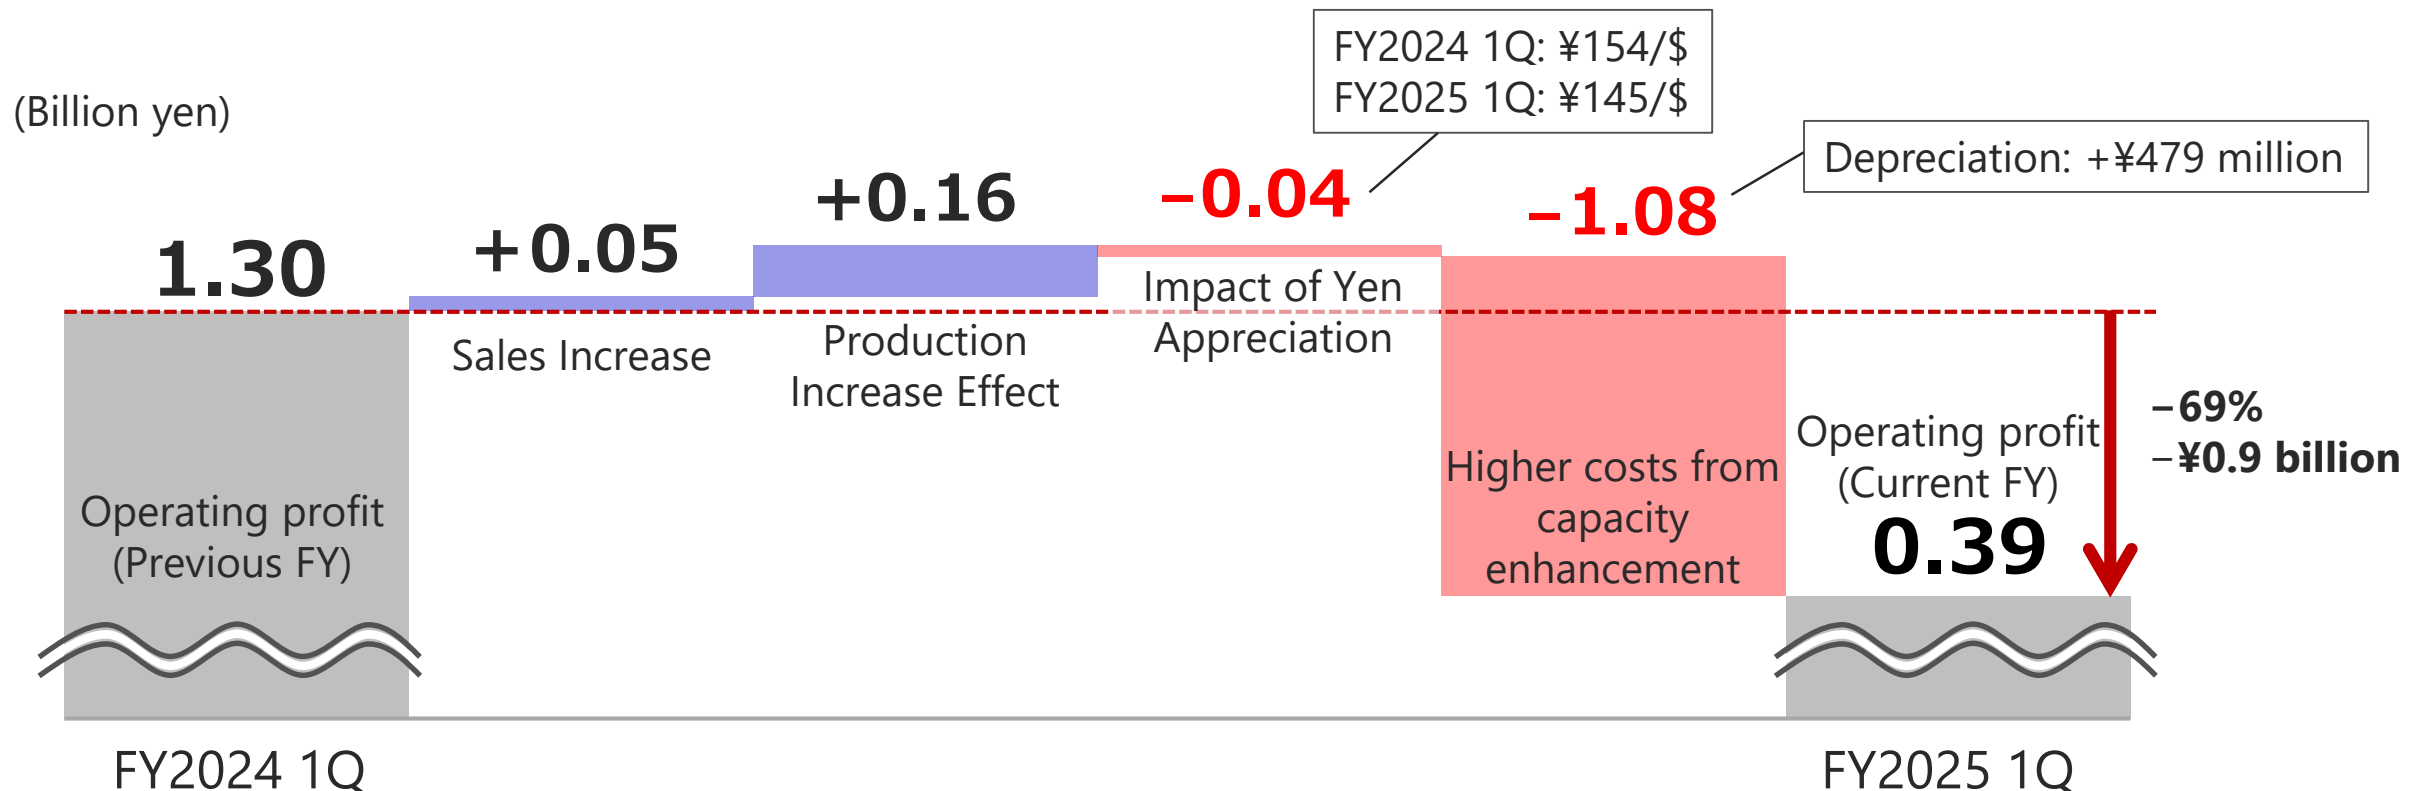 (Billion yen)
FY2024 1Q: ¥154/$
FY2025 1Q: ¥145/$
Depreciation: +¥479 million
1.30
+0.05
+0.16
−0.04
−1.08
Sales Increase
Production
Increase Effect
Impact of Yen
Appreciation
Higher costs from
capacity
enhancement
Operating profit
(Previous FY)
Operating profit
(Current FY)
0.39
−69%
−¥0.9 billion
FY2024 1Q
FY2025 1Q